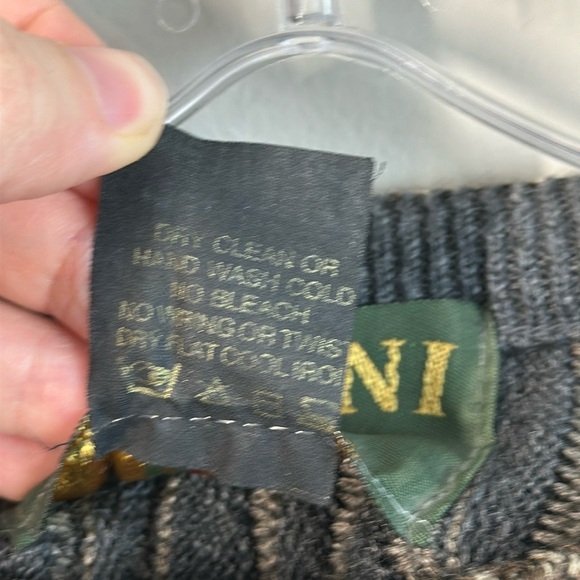 DRY CLEAN OR
HAND WASH COLD
NO BLEACH
NO WRING OR TWIST
DRY FLAT COOL IRON
NI